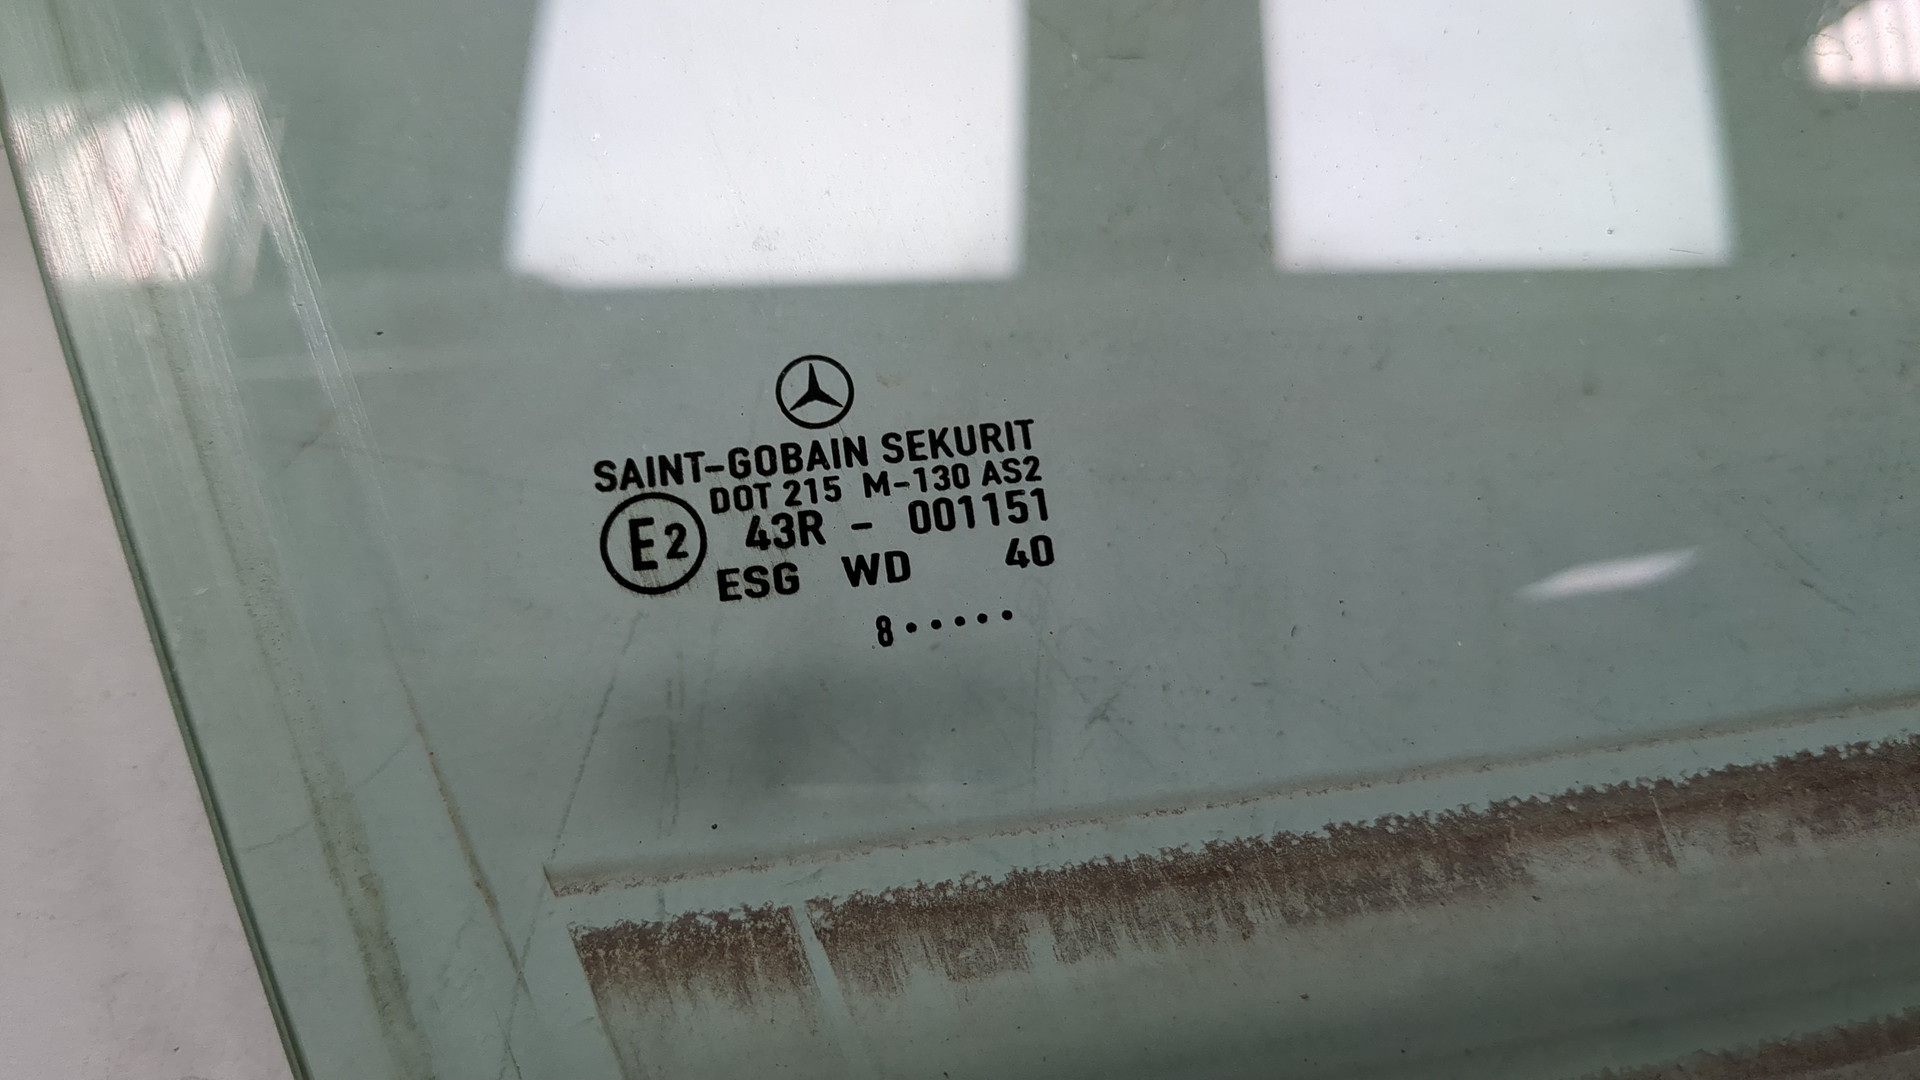 SAINT-GOBAIN SEKURIT
DOT 215 M-130 AS2
E2 43R - 001151
ESG WD 40
8•••••